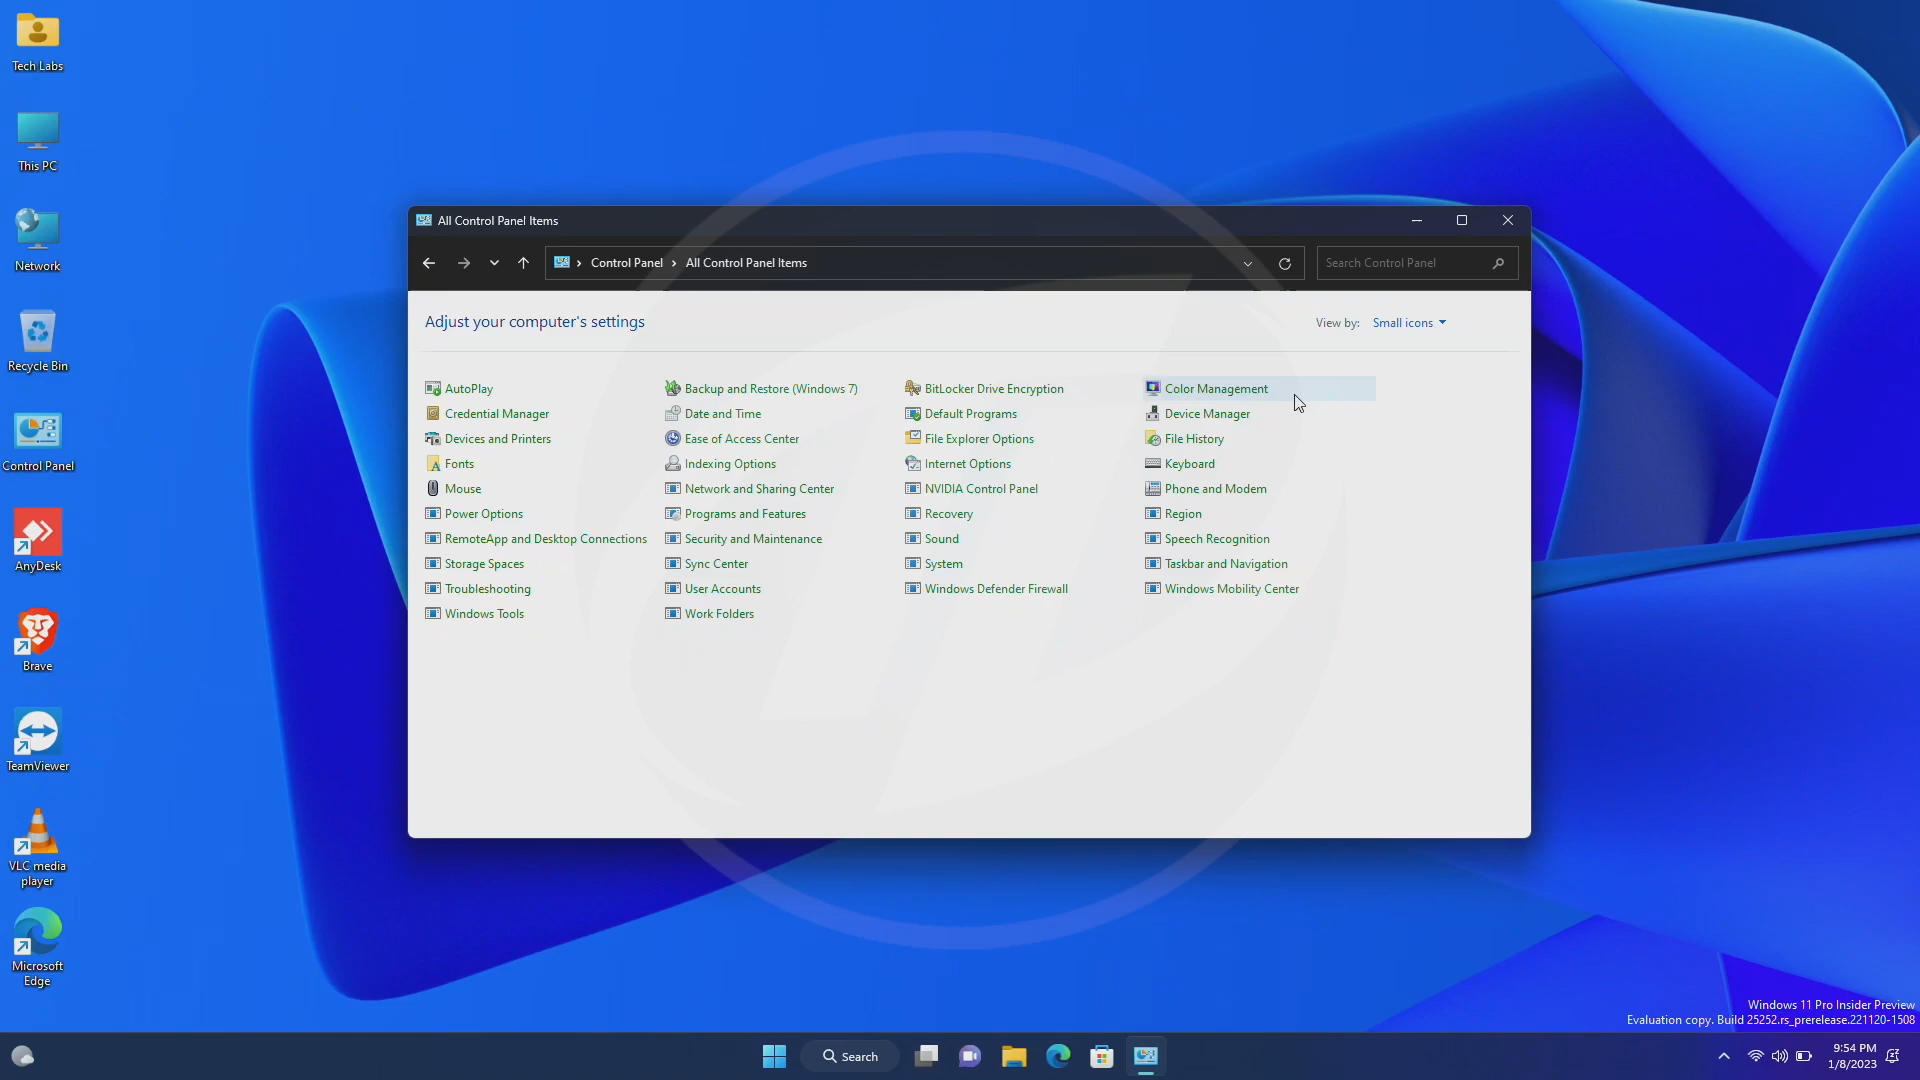 Tech Labs
This PC
Network
Recycle Bin
Control Panel
AnyDesk
Brave
TeamViewer
VLC media
player
Microsoft
Edge
All Control Panel Items
Control Panel > All Control Panel Items
Search Control Panel
Adjust your computer's settings
View by: Small icons
AutoPlay
Backup and Restore (Windows 7)
BitLocker Drive Encryption
Color Management
Credential Manager
Date and Time
Default Programs
Device Manager
Devices and Printers
Ease of Access Center
File Explorer Options
File History
Fonts
Indexing Options
Internet Options
Keyboard
Mouse
Network and Sharing Center
NVIDIA Control Panel
Phone and Modem
Power Options
Programs and Features
Recovery
Region
RemoteApp and Desktop Connections
Security and Maintenance
Sound
Speech Recognition
Storage Spaces
Sync Center
System
Taskbar and Navigation
Troubleshooting
User Accounts
Windows Defender Firewall
Windows Mobility Center
Windows Tools
Work Folders
Windows 11 Pro Insider Preview
Evaluation copy. Build 25252.rs_prerelease.221120-1508
Search
9:54 PM
1/8/2023